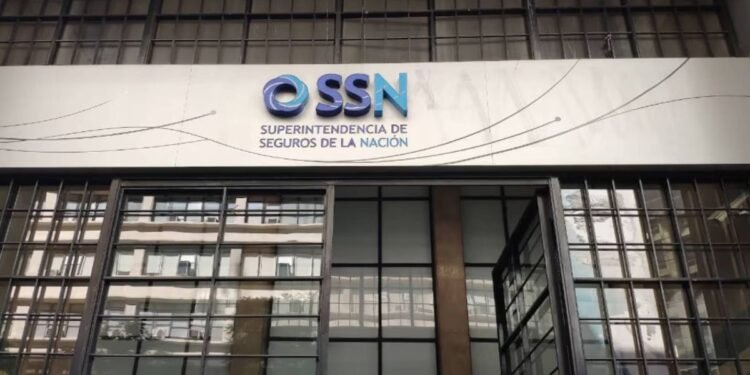 SSN
SUPERINTENDENCIA DE
SEGUROS DE LA NACIÓN